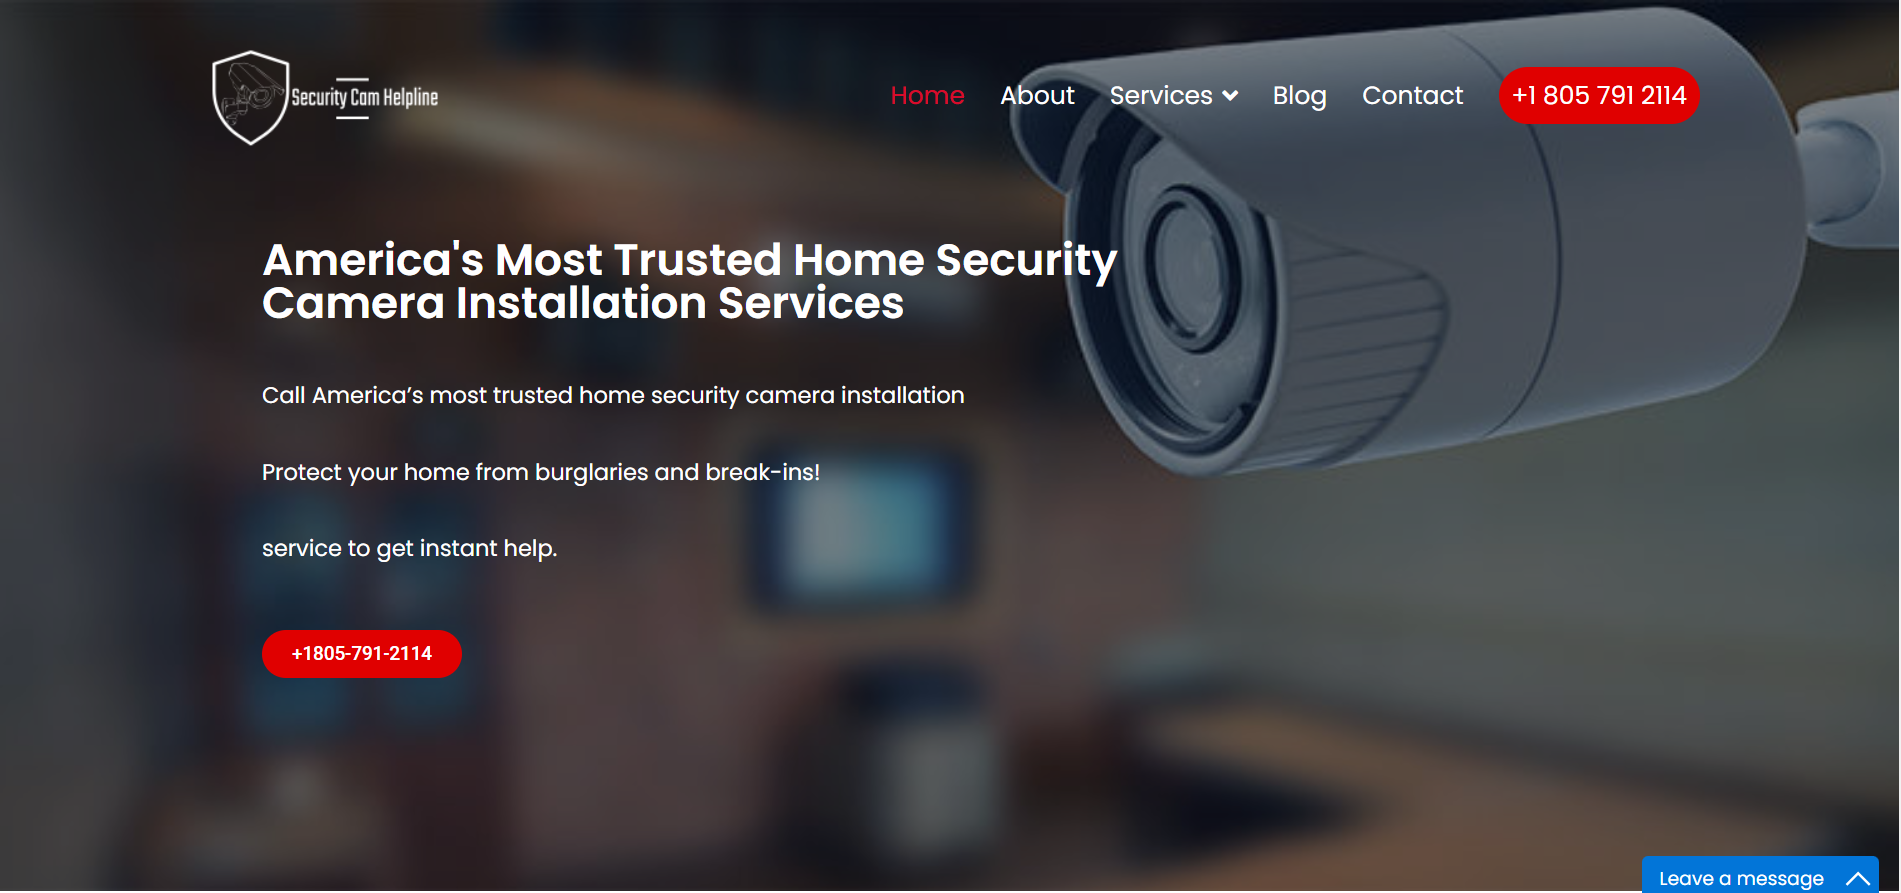 Security Cam Helpline
Home About Services Blog Contact +1 805 791 2114
America's Most Trusted Home Security
Camera Installation Services
Call America’s most trusted home security camera installation
Protect your home from burglaries and break-ins!
service to get instant help.
+1805-791-2114
Leave a message